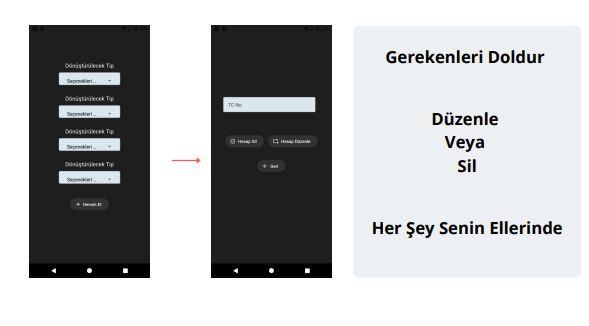 Dönüştürülecek Tip
Seçenekleri ...
Dönüştürülecek Tip
Seçenekleri ...
Dönüştürülecek Tip
Seçenekleri ...
Dönüştürülecek Tip
Seçenekleri ...
Devam Et
TC No
Hesap Sil
Hesap Düzenle
Geri
Gerekenleri Doldur
Düzenle
Veya
Sil
Her Şey Senin Ellerinde